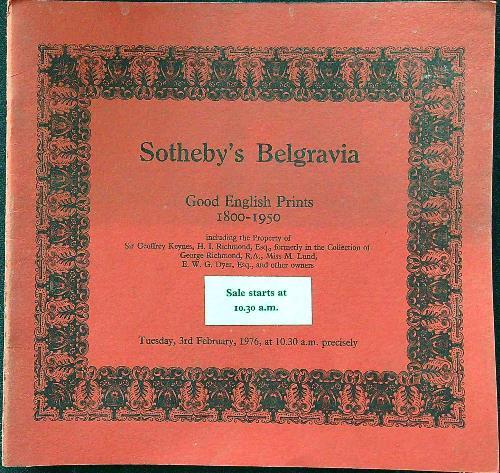 Sotheby's Belgravia
Good English Prints
1800-1950
including the Property of
Sir Geoffrey Keynes, H. I. Richmond, Esq., formerly in the Collection of
George Richmond, R.A., Miss M. Lund,
E. W. G. Dyer, Esq., and other owners
Sale starts at
10.30 a.m.
Tuesday, 3rd February, 1976, at 10.30 a.m. precisely